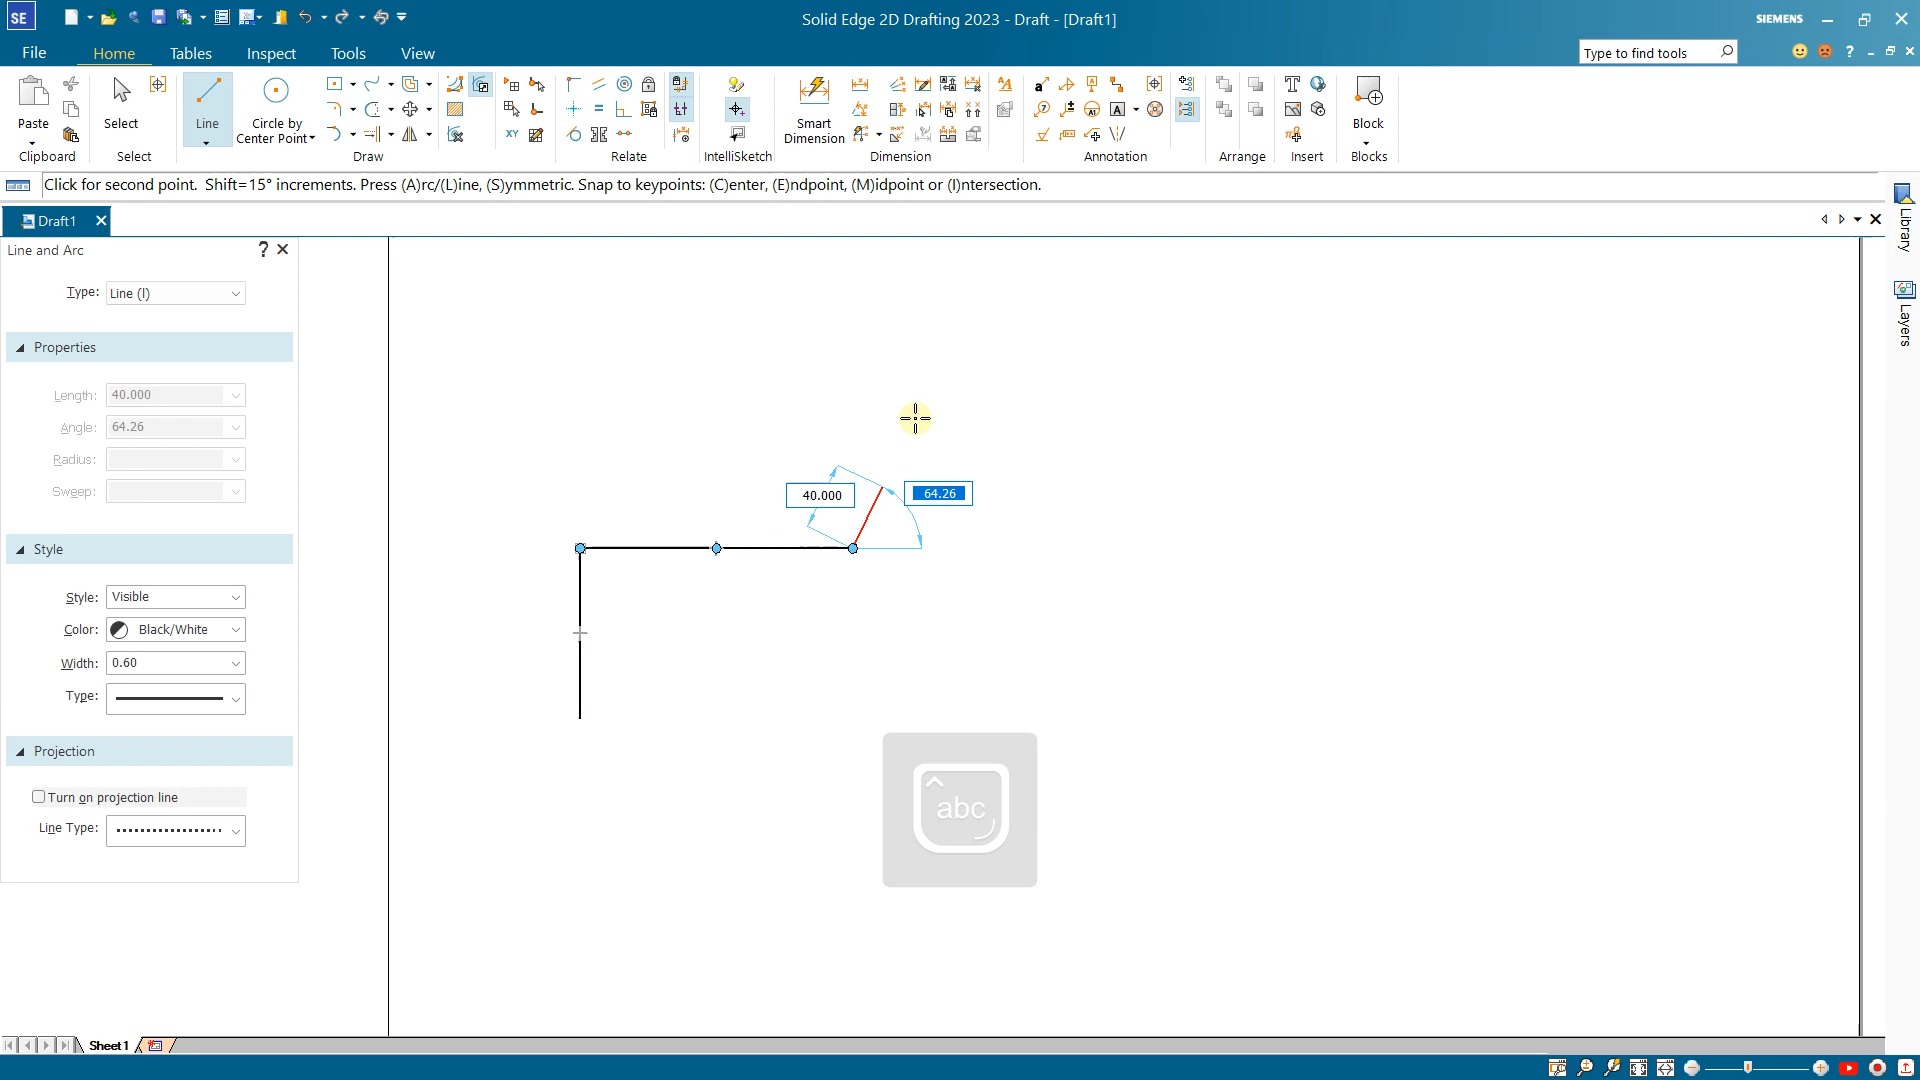 SE
Solid Edge 2D Drafting 2023 - Draft - [Draft1]
SIEMENS
File
Home
Tables
Inspect
Tools
View
Type to find tools
?
Paste
Select
Line
Circle by
Center Point
XY
Smart
Dimension
Block
Clipboard
Select
Draw
Relate
IntelliSketch
Dimension
Annotation
Arrange
Insert
Blocks
Click for second point.  Shift=15° increments. Press (A)rc/(L)ine, (S)ymmetric. Snap to keypoints: (C)enter, (E)ndpoint, (M)idpoint or (I)ntersection.
Draft1
Library
Layers
Line and Arc
?
Type: Line (l)
Properties
Length: 40.000
Angle: 64.26
Radius:
Sweep:
Style
Style: Visible
Color: Black/White
Width: 0.60
Type:
Projection
Turn on projection line
Line Type:
40.000
64.26
abc
Sheet1